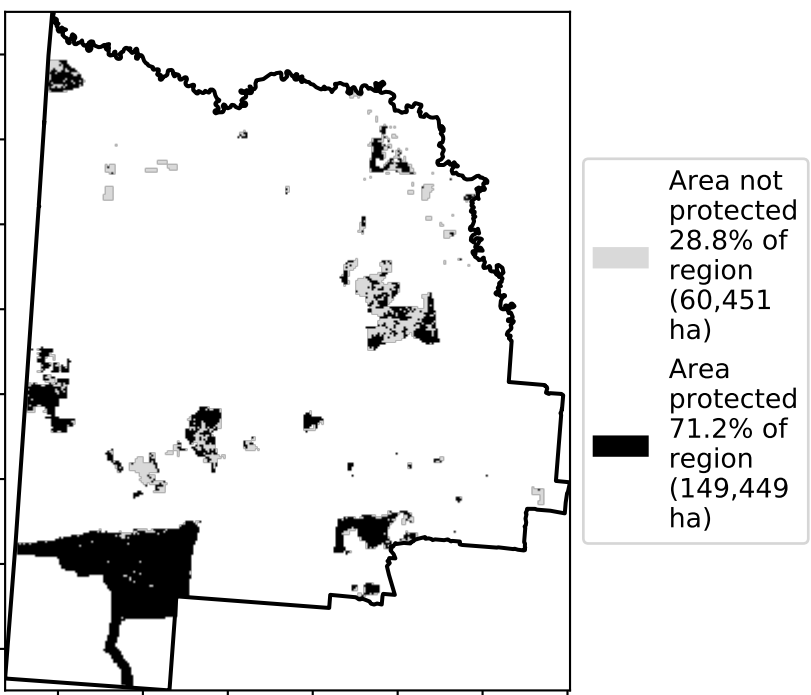 Area not
protected
28.8% of
region
(60,451
ha)
Area
protected
71.2% of
region
(149,449
ha)